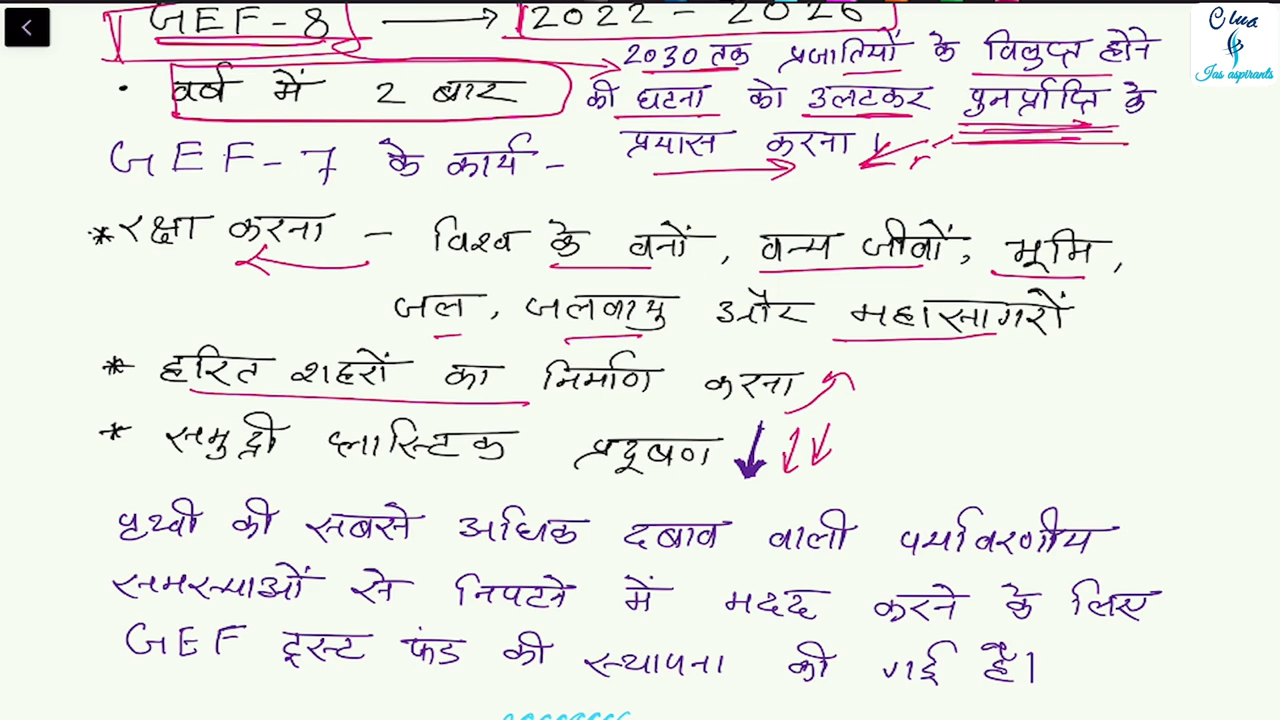 GEF-8 → 2022 - 2026
Clue
Ias aspirants
2030 तक प्रजातियों के विलुप्त होने
• वर्ष में 2 बार
की घटना को उलटकर पुनर्प्राप्ति के
प्रयास करना।
GEF-7 के कार्य -
* रक्षा करना - विश्व के वनों, वन्य जीवों, भूमि,
जल, जलवायु और महासागरों
* हरित शहरों का निर्माण करना
* समुद्री प्लास्टिक प्रदूषण ↓
पृथ्वी की सबसे अधिक दबाव वाली पर्यावरणीय
समस्याओं से निपटने में मदद करने के लिए
GEF ट्रस्ट फंड की स्थापना की गई है।